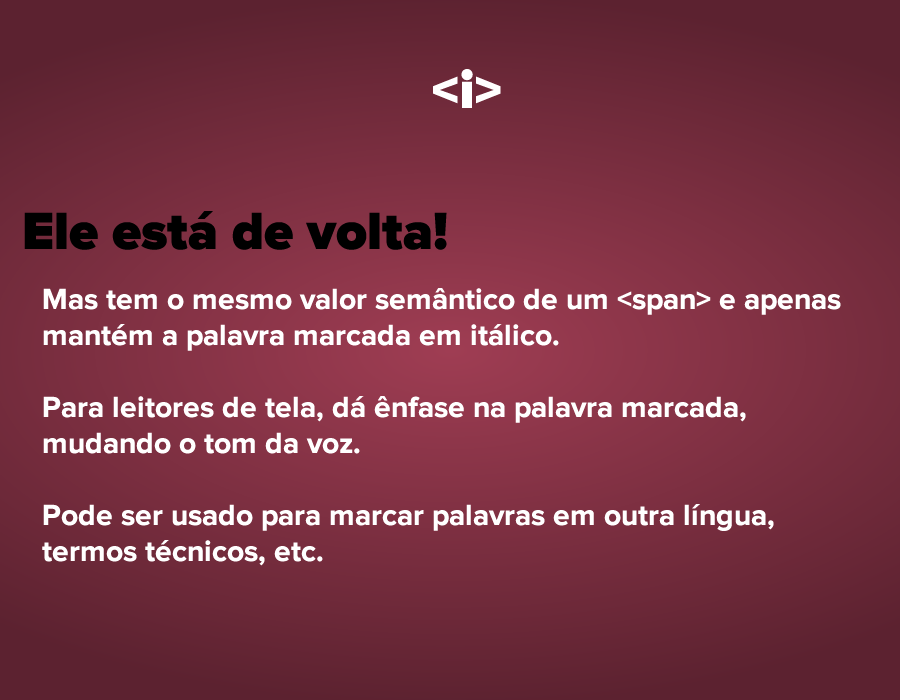 <i>
Ele está de volta!
Mas tem o mesmo valor semântico de um <span> e apenas
mantém a palavra marcada em itálico.
Para leitores de tela, dá ênfase na palavra marcada,
mudando o tom da voz.
Pode ser usado para marcar palavras em outra língua,
termos técnicos, etc.